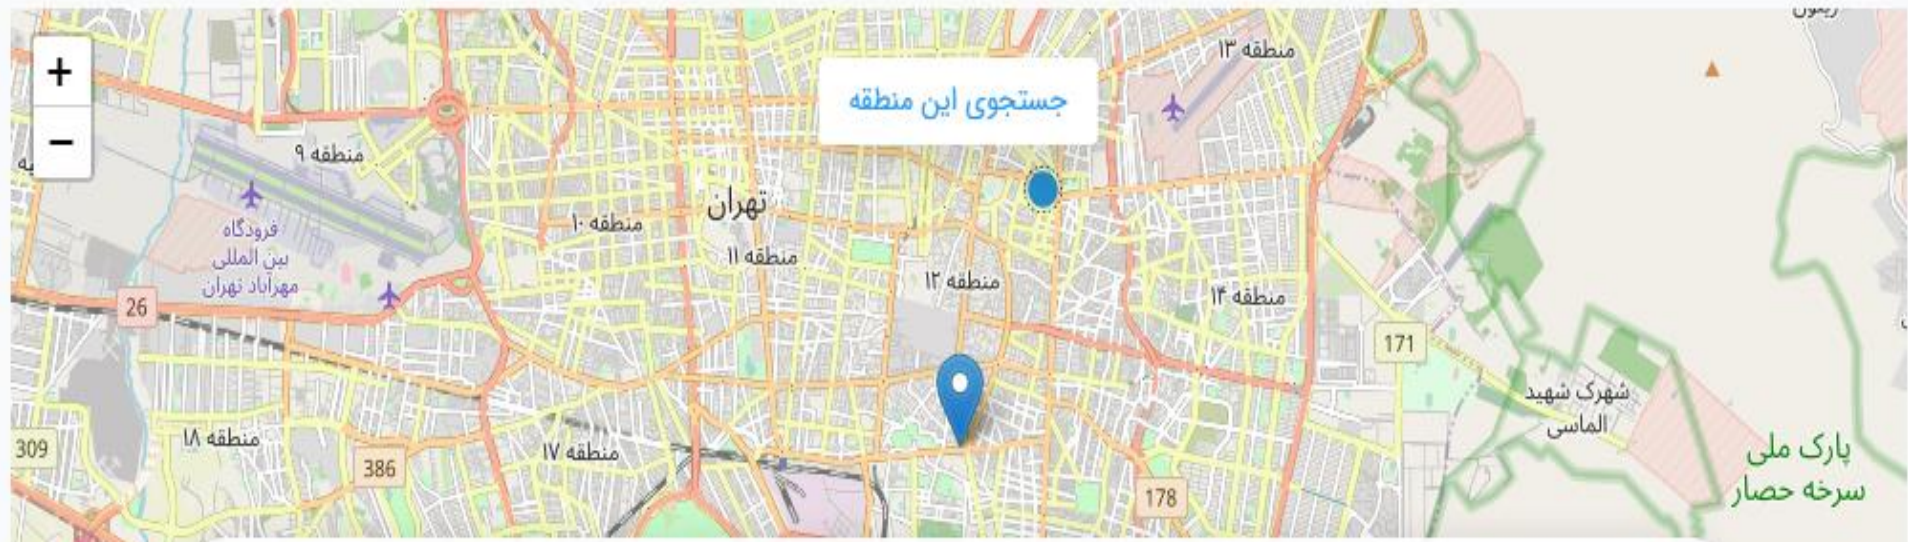 منطقه ۱۳
+
جستجوی این منطقه
−
منطقه ۹
تهران
منطقه ۱۰
فرودگاه
بین المللی
مهرآباد تهران
منطقه ۱۱
منطقه ۱۲
منطقه ۱۴
26
171
شهرک شهید
الماسی
309
منطقه ۱۸
386
منطقه ۱۷
178
پارک ملی
سرخه حصار